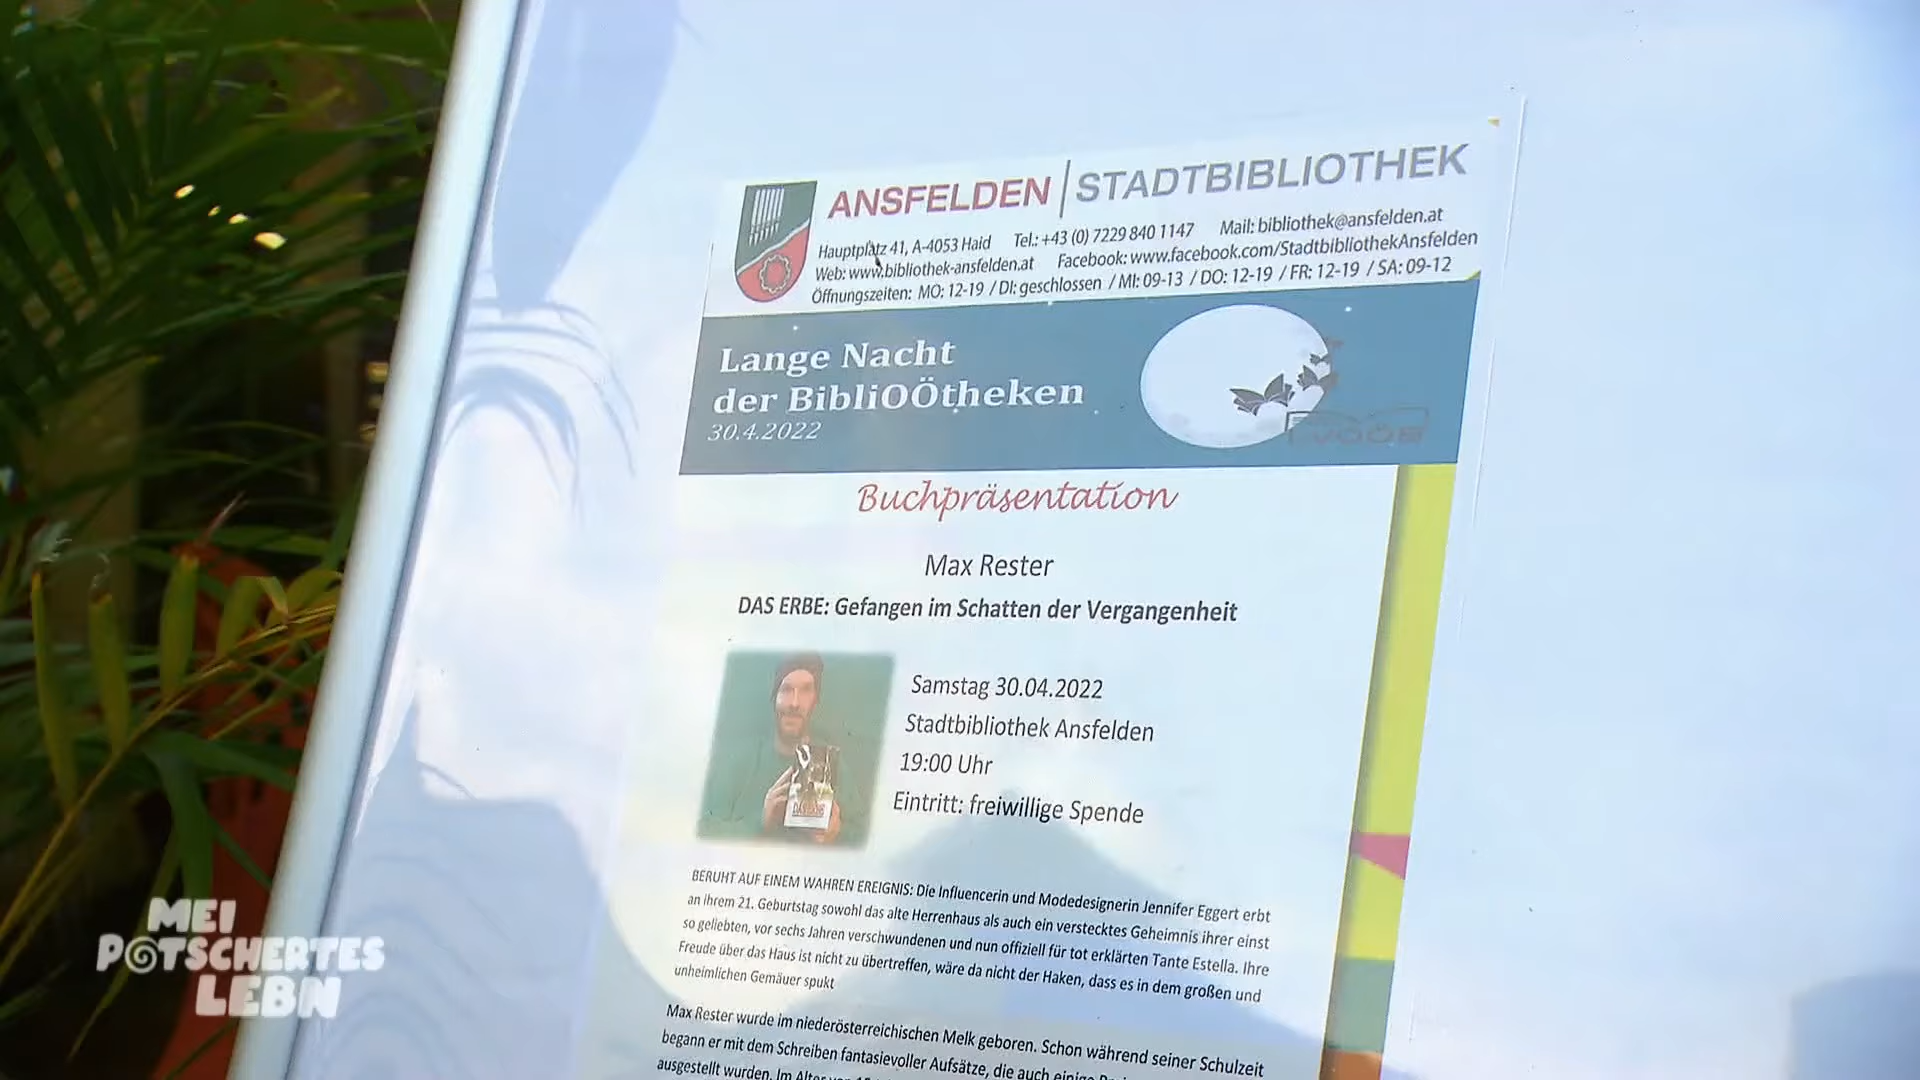 ANSFELDEN | STADTBIBLIOTHEK
Hauptplatz 41, A-4053 Haid Tel.: +43 (0) 7229 840 1147 Mail: bibliothek@ansfelden.at
Web: www.bibliothek-ansfelden.at Facebook: www.facebook.com/StadtbibliothekAnsfelden
Öffnungszeiten: MO: 12-19 / DI: geschlossen / MI: 09-13 / DO: 12-19 / FR: 12-19 / SA: 09-12
Lange Nacht
der BibliOÖtheken
30.4.2022
Buchpräsentation
Max Rester
DAS ERBE: Gefangen im Schatten der Vergangenheit
Samstag 30.04.2022
Stadtbibliothek Ansfelden
19:00 Uhr
Eintritt: freiwillige Spende
BERUHT AUF EINEM WAHREN EREIGNIS: Die Influencerin und Modedesignerin Jennifer Eggert erbt
an ihrem 21. Geburtstag sowohl das alte Herrenhaus als auch ein verstecktes Geheimnis ihrer einst
so geliebten, vor sechs Jahren verschwundenen und nun offiziell für tot erklärten Tante Estella. Ihre
Freude über das Haus ist nicht zu übertreffen, wäre da nicht der Haken, dass es in dem großen und
unheimlichen Gemäuer spukt
Max Rester wurde im niederösterreichischen Melk geboren. Schon während seiner Schulzeit
begann er mit dem Schreiben fantasievoller Aufsätze, die auch einige
ausgestellt wurden. Im Alter
MEI
POTSCHERTES
LEBN